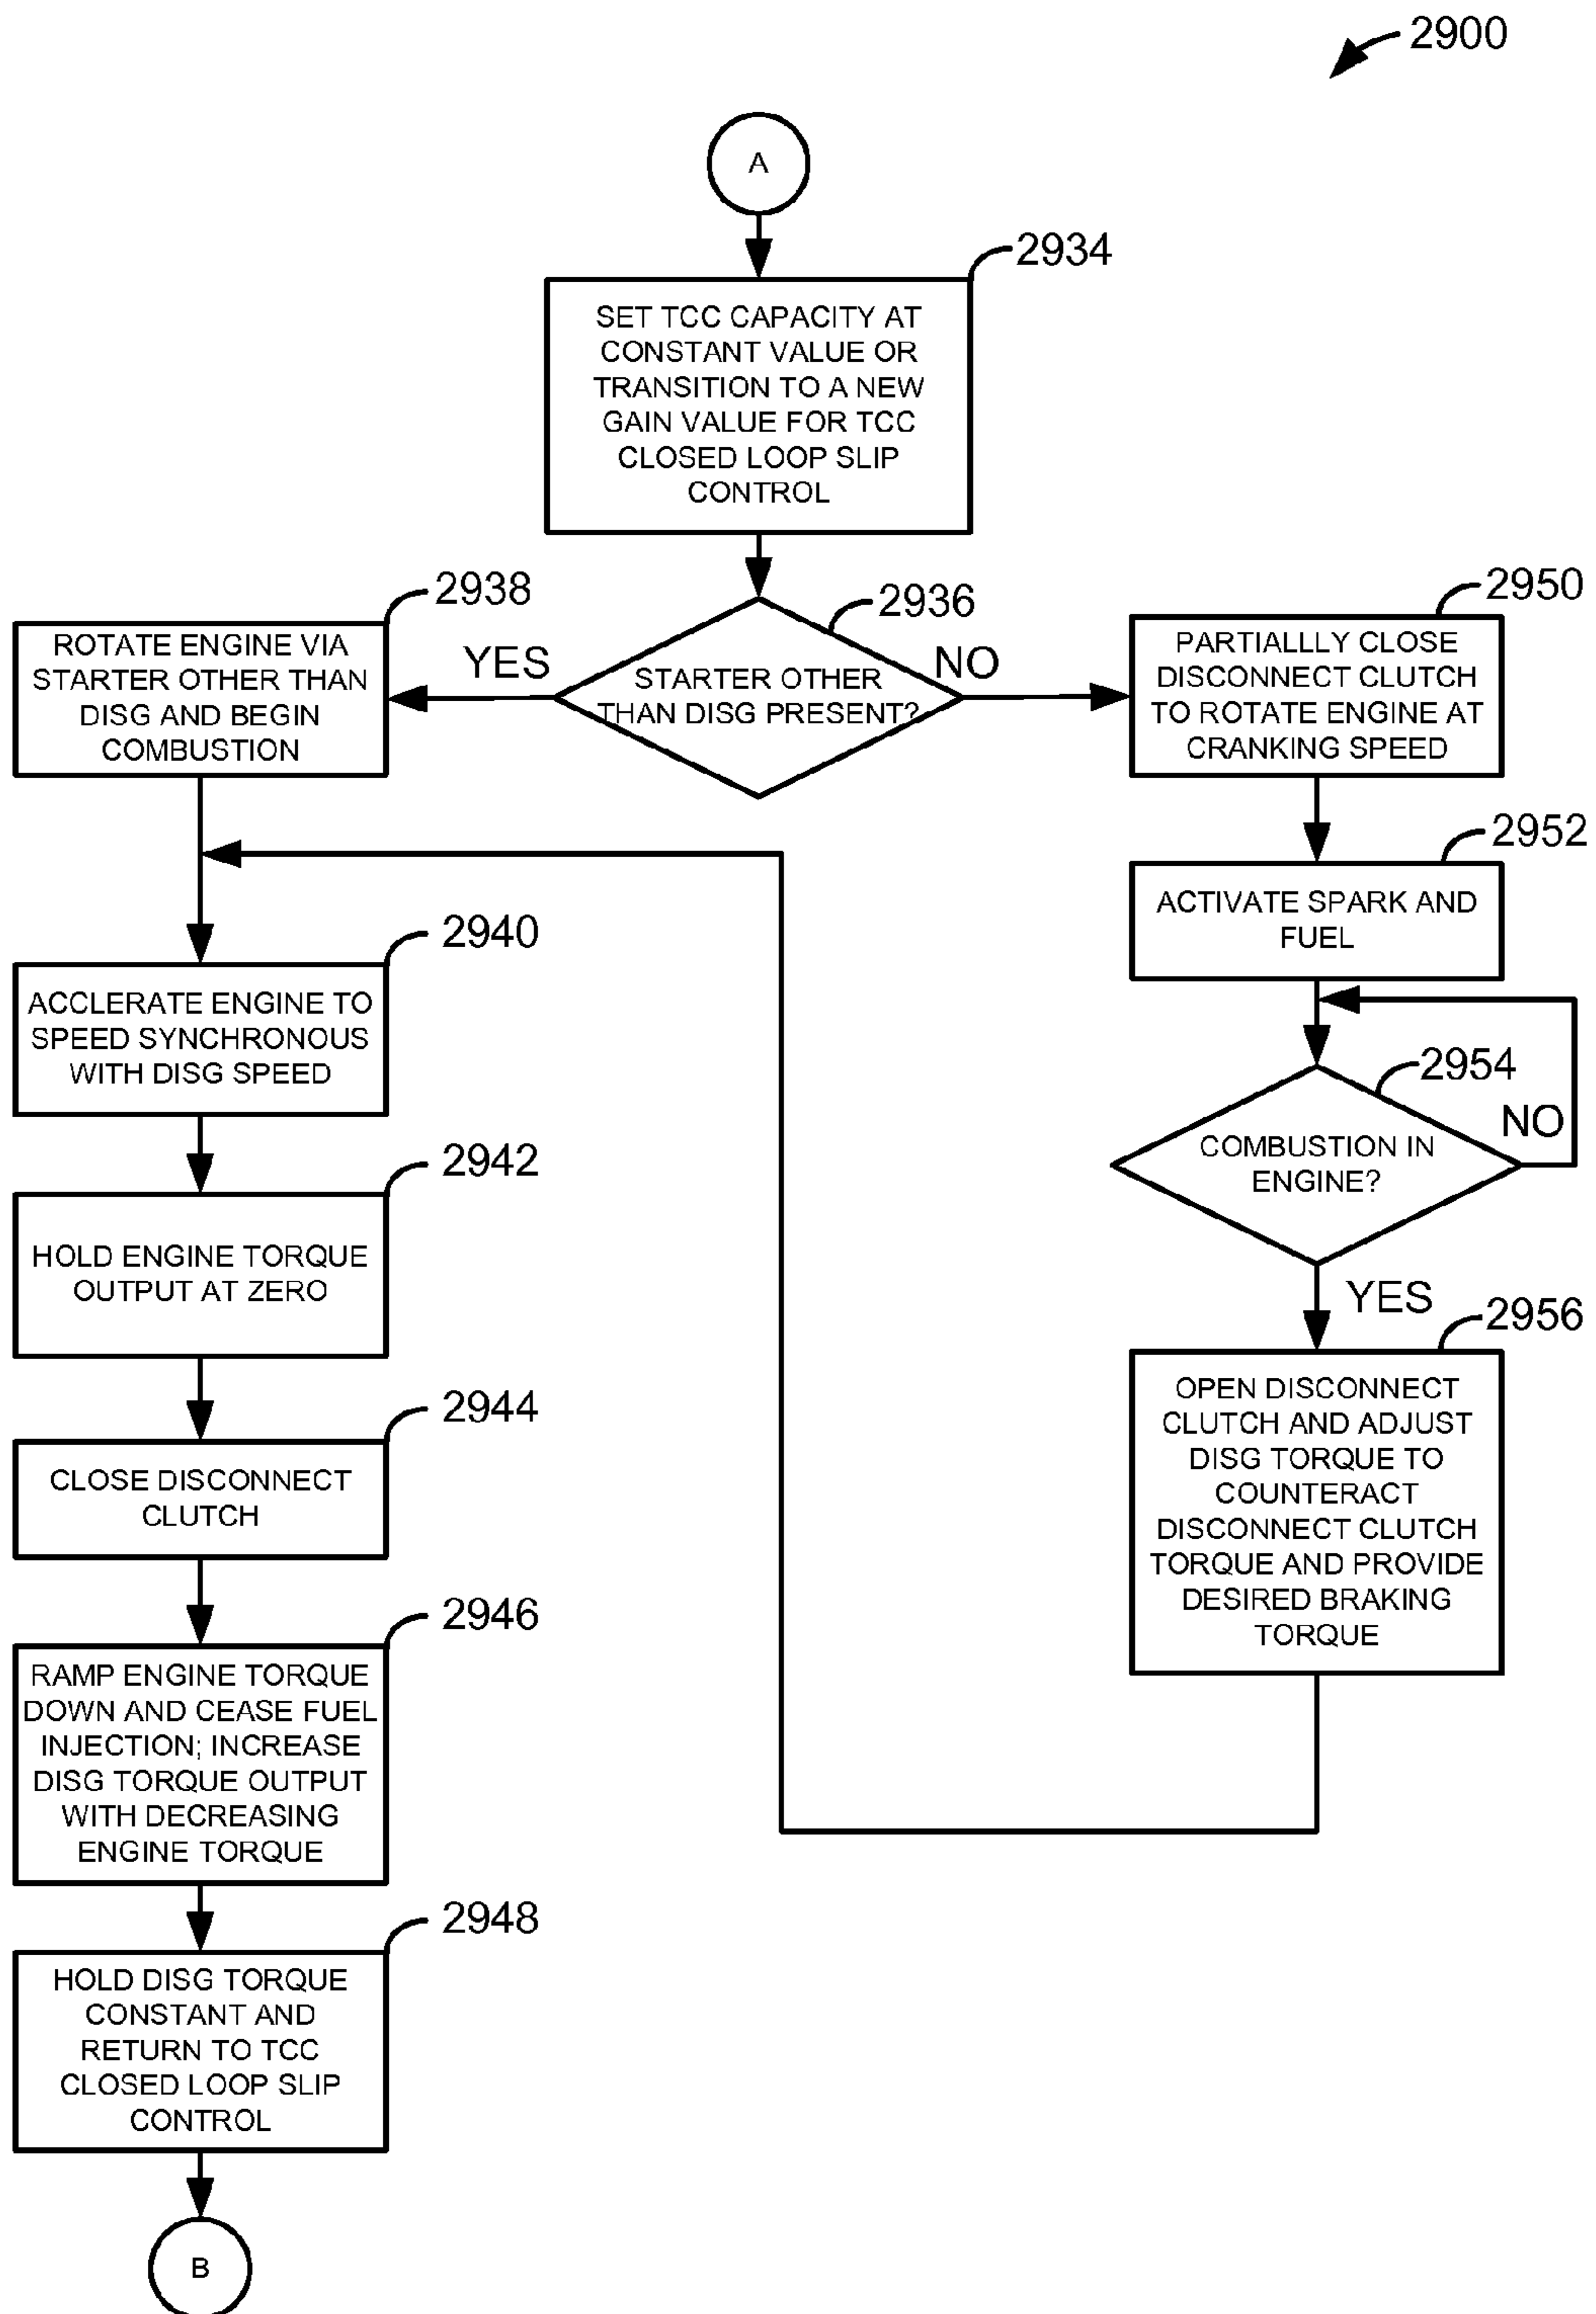 2900
A
2934
SET TCC CAPACITY AT
CONSTANT VALUE OR
TRANSITION TO A NEW
GAIN VALUE FOR TCC
CLOSED LOOP SLIP
CONTROL
2936
STARTER OTHER
THAN DISG PRESENT?
YES
NO
2938
ROTATE ENGINE VIA
STARTER OTHER THAN
DISG AND BEGIN
COMBUSTION
2940
ACCLERATE ENGINE TO
SPEED SYNCHRONOUS
WITH DISG SPEED
2942
HOLD ENGINE TORQUE
OUTPUT AT ZERO
2944
CLOSE DISCONNECT
CLUTCH
2946
RAMP ENGINE TORQUE
DOWN AND CEASE FUEL
INJECTION; INCREASE
DISG TORQUE OUTPUT
WITH DECREASING
ENGINE TORQUE
2948
HOLD DISG TORQUE
CONSTANT AND
RETURN TO TCC
CLOSED LOOP SLIP
CONTROL
B
2950
PARTIALLLY CLOSE
DISCONNECT CLUTCH
TO ROTATE ENGINE AT
CRANKING SPEED
2952
ACTIVATE SPARK AND
FUEL
2954
COMBUSTION IN
ENGINE?
NO
YES
2956
OPEN DISCONNECT
CLUTCH AND ADJUST
DISG TORQUE TO
COUNTERACT
DISCONNECT CLUTCH
TORQUE AND PROVIDE
DESIRED BRAKING
TORQUE